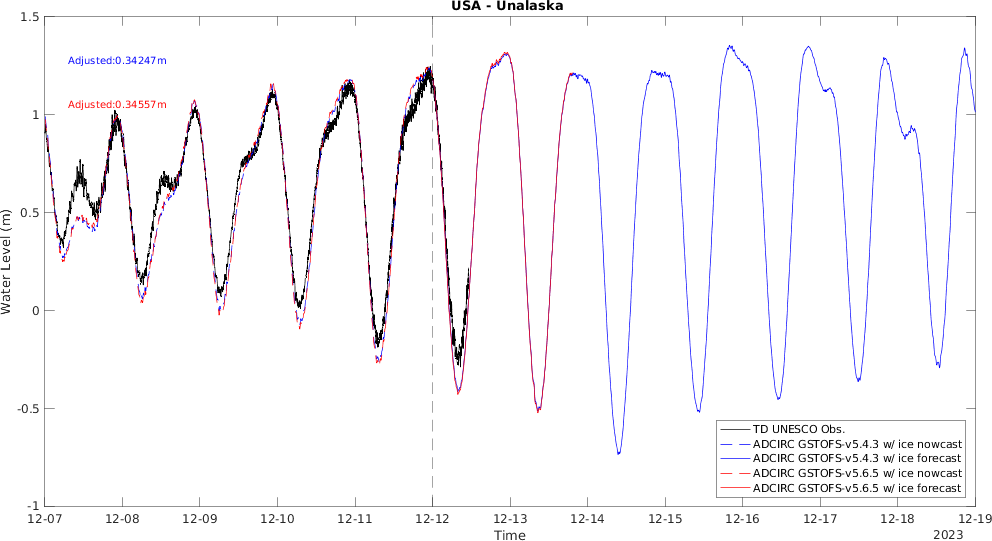 USA - Unalaska
1.5
Adjusted:0.34247m
Adjusted:0.34557m
1
0.5
0
-0.5
-1
Water Level (m)
TD UNESCO Obs.
ADCIRC GSTOFS-v5.4.3 w/ ice nowcast
ADCIRC GSTOFS-v5.4.3 w/ ice forecast
ADCIRC GSTOFS-v5.6.5 w/ ice nowcast
ADCIRC GSTOFS-v5.6.5 w/ ice forecast
12-07 12-08 12-09 12-10 12-11 12-12 12-13 12-14 12-15 12-16 12-17 12-18 12-19
Time
2023